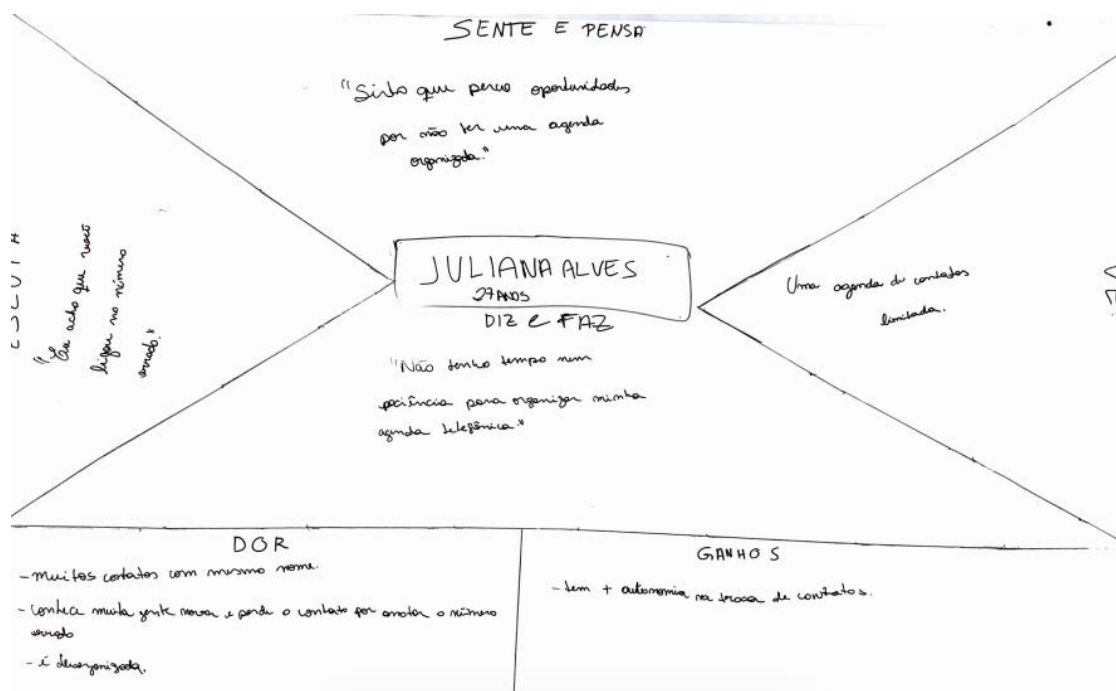 SENTE E PENSA
"Sinto que perco oportunidades
por não ter uma agenda
organizada."
ESCUTA
"Eu acho que você
ligou no número
errado."
JULIANA ALVES
27 ANOS
Uma agenda de contatos
limitada.
DIZ e FAZ
"Não tenho tempo nem
paciência para organizar minha
agenda telefônica."
DOR
- Muitos contatos com mesmo nome.
- Conhece muita gente nova e perde o contato por anotar o número
errado
- É desorganizada.
GANHOS
- tem + autonomia na troca de contatos.